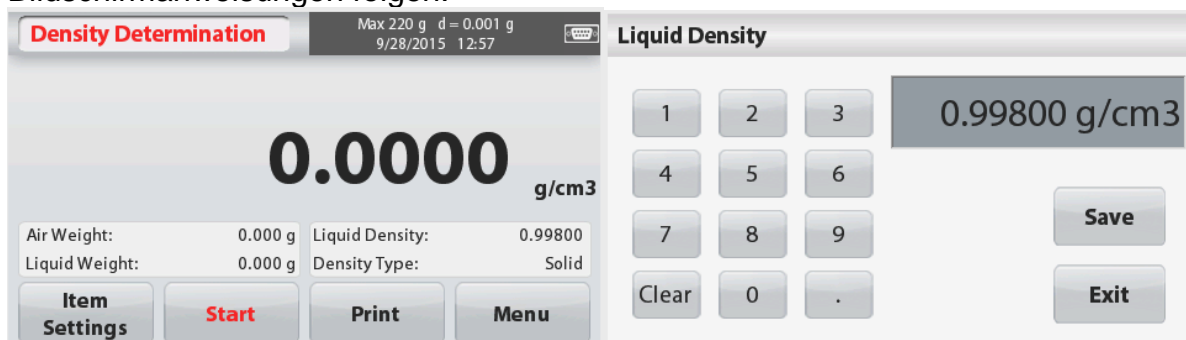 Bildschirmanweisungen folgen.
Density Determination
Max 220 g d = 0.001 g
9/28/2015 12:57
0.0000
g/cm3
Air Weight: 0.000 g Liquid Density: 0.99800
Liquid Weight: 0.000 g Density Type: Solid
Item
Settings
Start
Print
Menu
Liquid Density
0.99800 g/cm3
1 2 3
4 5 6
7 8 9
Clear 0 .
Save
Exit